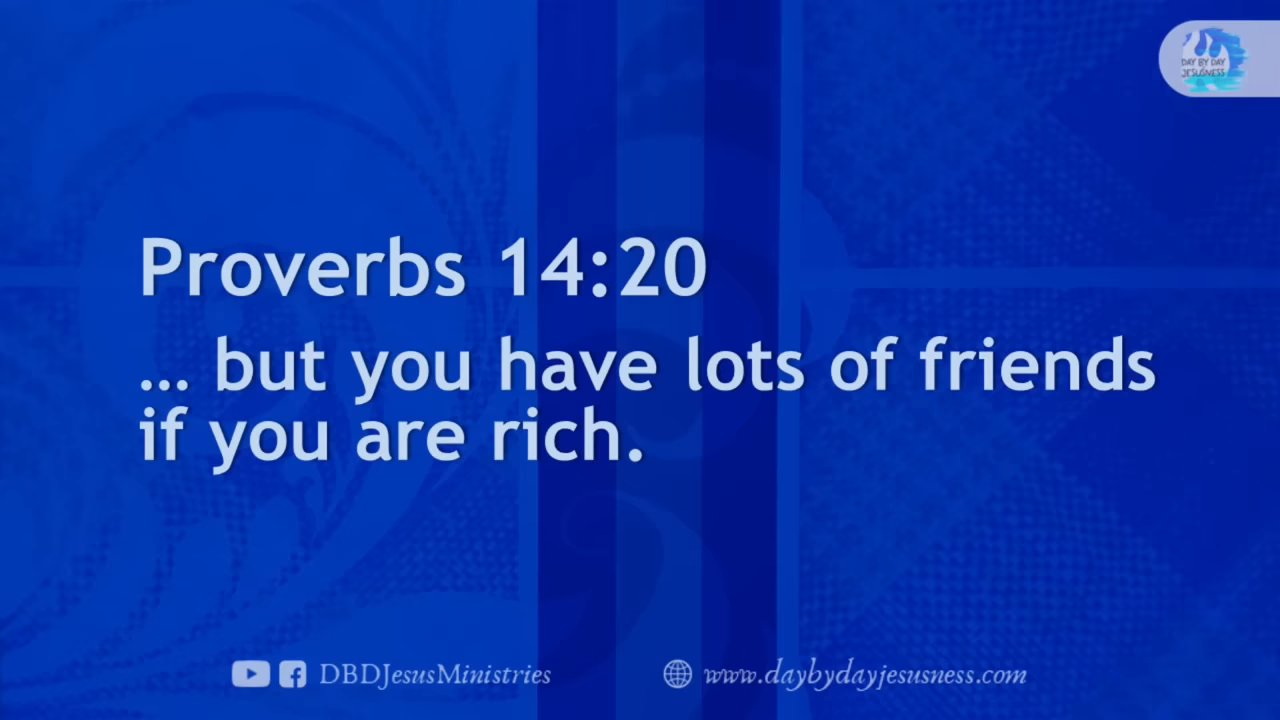 DAY BY DAY
JESUSNESS
Proverbs 14:20
... but you have lots of friends
if you are rich.
DBDJesusMinistries
www.daybydayjesusness.com